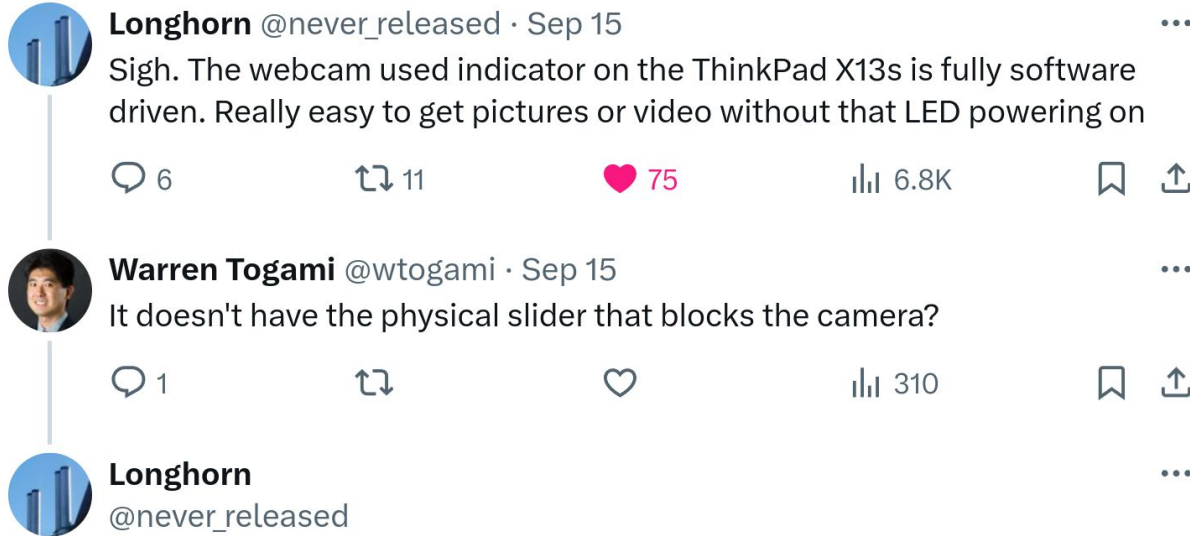 Longhorn @never_released · Sep 15
Sigh. The webcam used indicator on the ThinkPad X13s is fully software
driven. Really easy to get pictures or video without that LED powering on
6 11 75 6.8K
Warren Togami @wtogami · Sep 15
It doesn't have the physical slider that blocks the camera?
1 310
Longhorn
@never_released